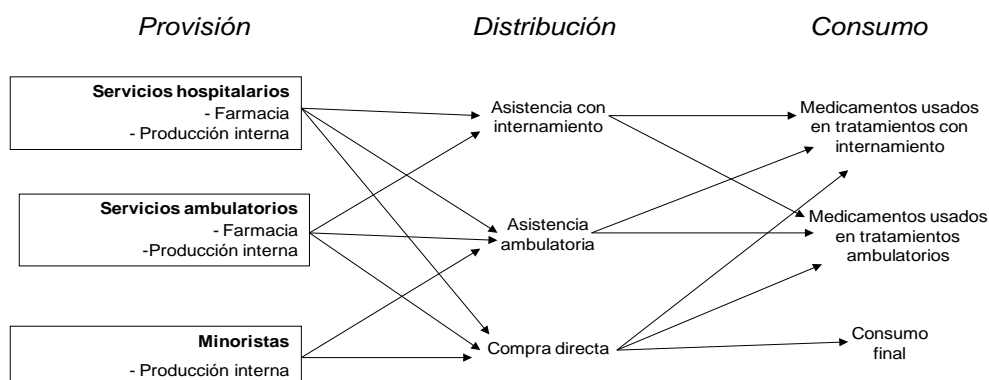 Provisión
Distribución
Consumo
Servicios hospitalarios
- Farmacia
- Producción interna
Asistencia con
internamiento
Medicamentos usados
en tratamientos con
internamiento
Servicios ambulatorios
- Farmacia
-Producción interna
Asistencia
ambulatoria
Medicamentos usados
en tratamientos
ambulatorios
Minoristas
- Producción interna
Compra directa
Consumo
final